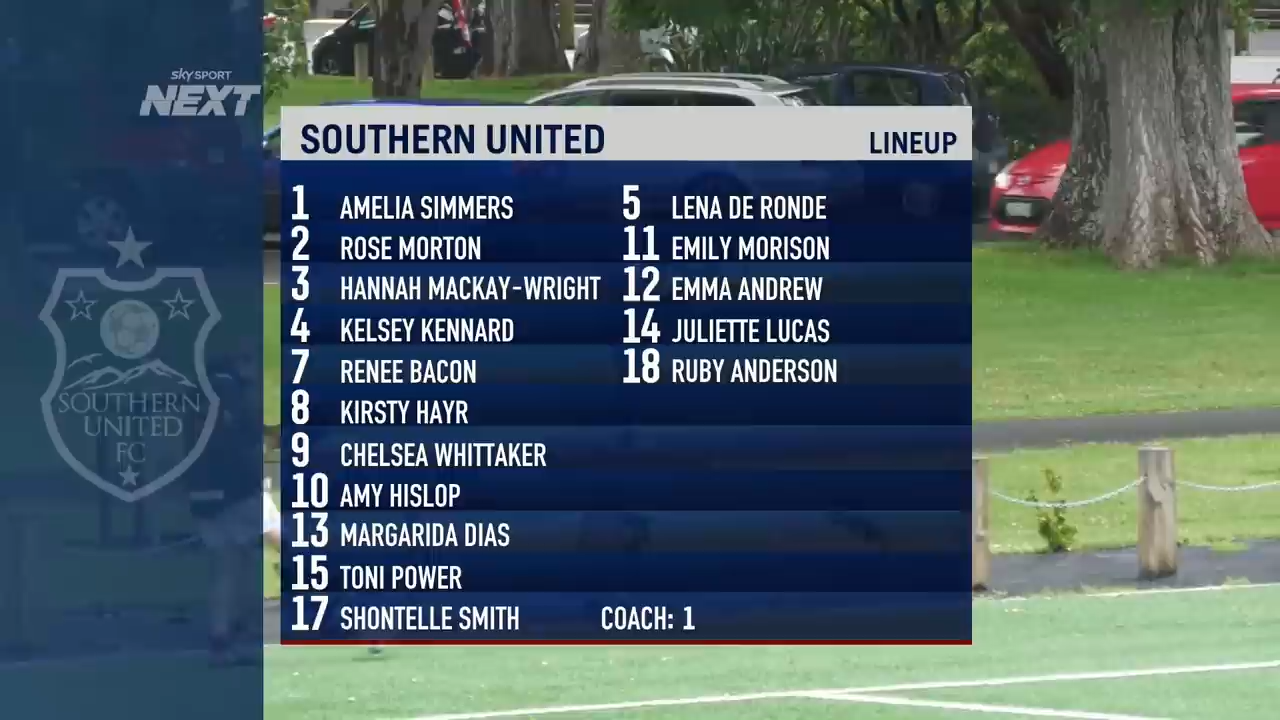 sky SPORT
NEXT
SOUTHERN UNITED LINEUP
1 AMELIA SIMMERS
2 ROSE MORTON
3 HANNAH MACKAY-WRIGHT
4 KELSEY KENNARD
7 RENEE BACON
8 KIRSTY HAYR
9 CHELSEA WHITTAKER
10 AMY HISLOP
13 MARGARIDA DIAS
15 TONI POWER
17 SHONTELLE SMITH
5 LENA DE RONDE
11 EMILY MORISON
12 EMMA ANDREW
14 JULIETTE LUCAS
18 RUBY ANDERSON
COACH: 1
SOUTHERN
UNITED
FC